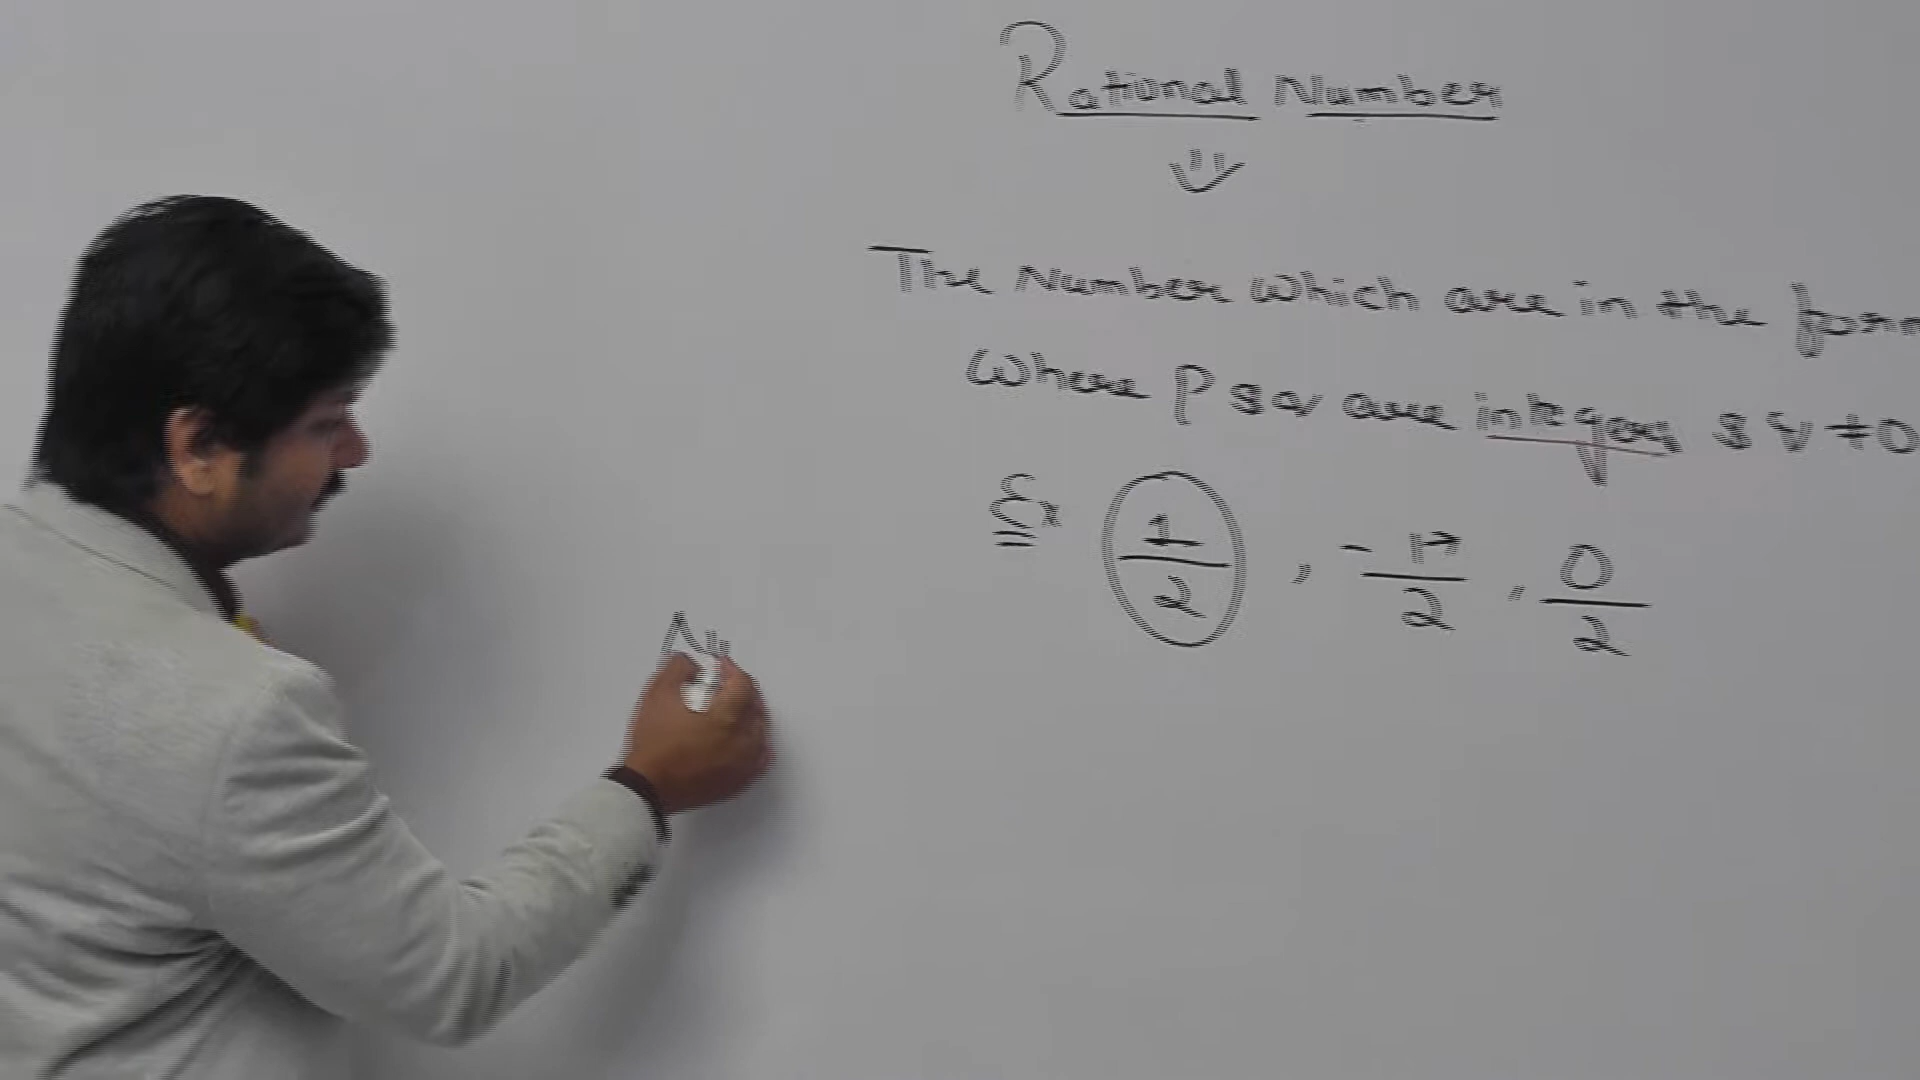 Rational Number
The Number which are in the form
where P & q are integers & q ≠ 0
Ex 1/2 , -17/2 , 0/2
Nu